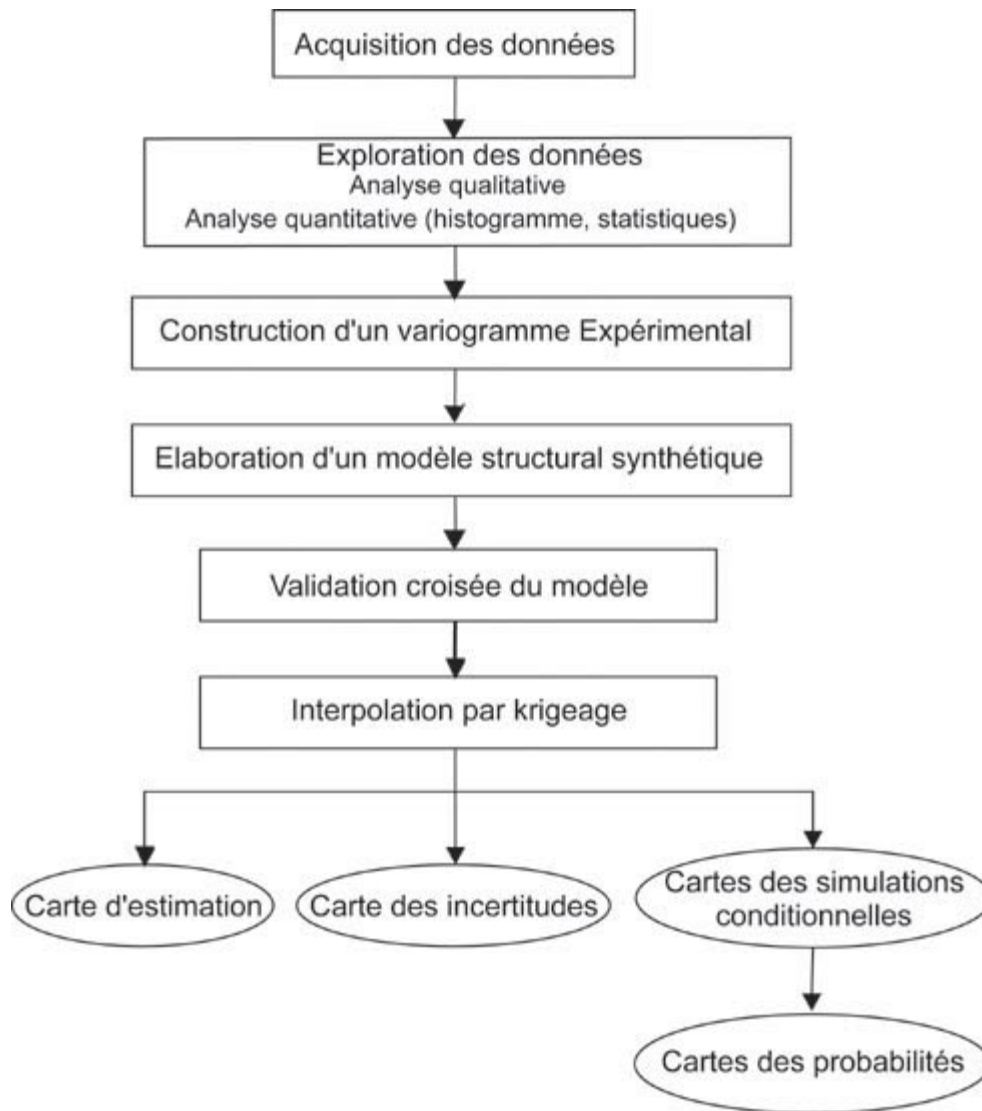 Acquisition des données
Exploration des données
Analyse qualitative
Analyse quantitative (histogramme, statistiques)
Construction d'un variogramme Expérimental
Elaboration d'un modèle structural synthétique
Validation croisée du modèle
Interpolation par krigeage
Carte d'estimation
Carte des incertitudes
Cartes des simulations
conditionnelles
Cartes des probabilités